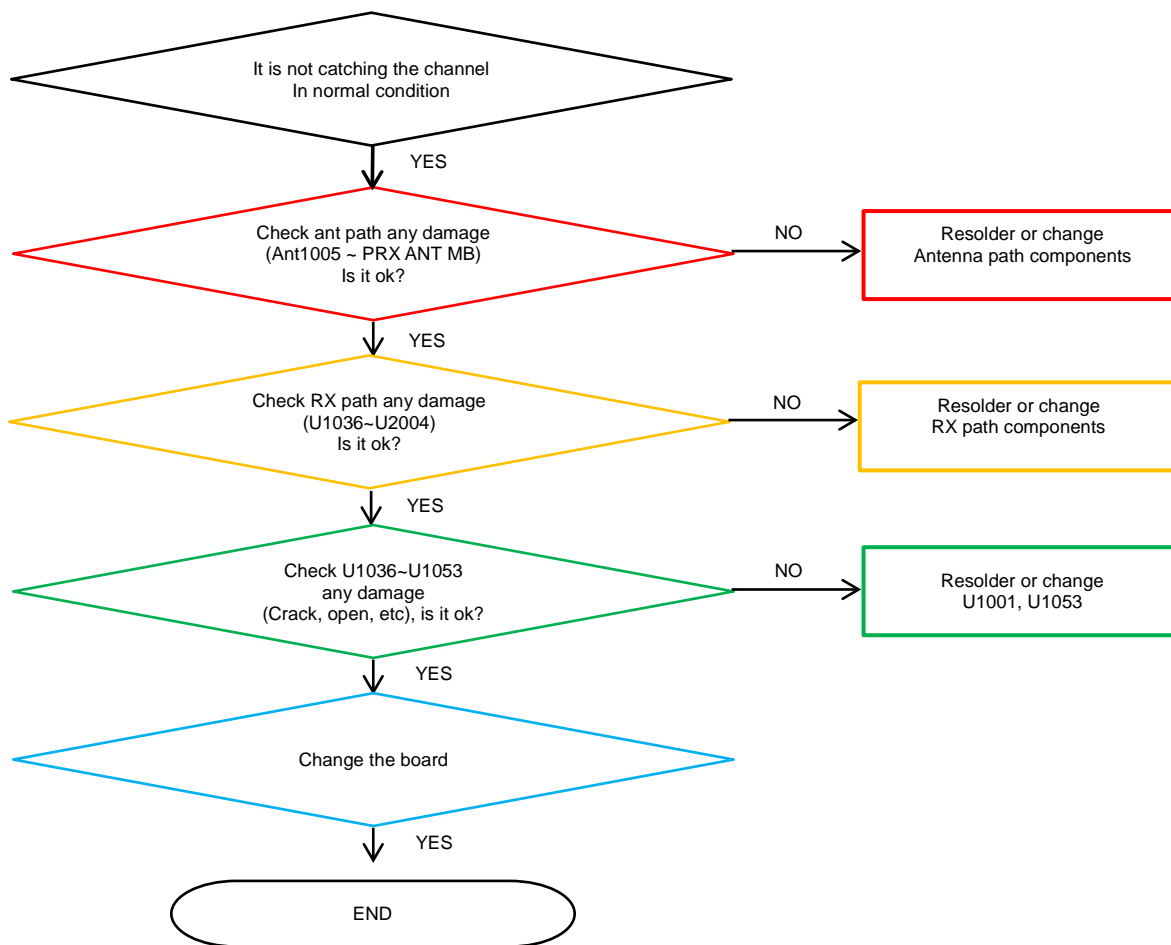 It is not catching the channel
In normal condition
YES
Check ant path any damage
(Ant1005 ~ PRX ANT MB)
Is it ok?
NO
Resolder or change
Antenna path components
YES
Check RX path any damage
(U1036~U2004)
Is it ok?
NO
Resolder or change
RX path components
YES
Check U1036~U1053
any damage
(Crack, open, etc), is it ok?
NO
Resolder or change
U1001, U1053
YES
Change the board
YES
END